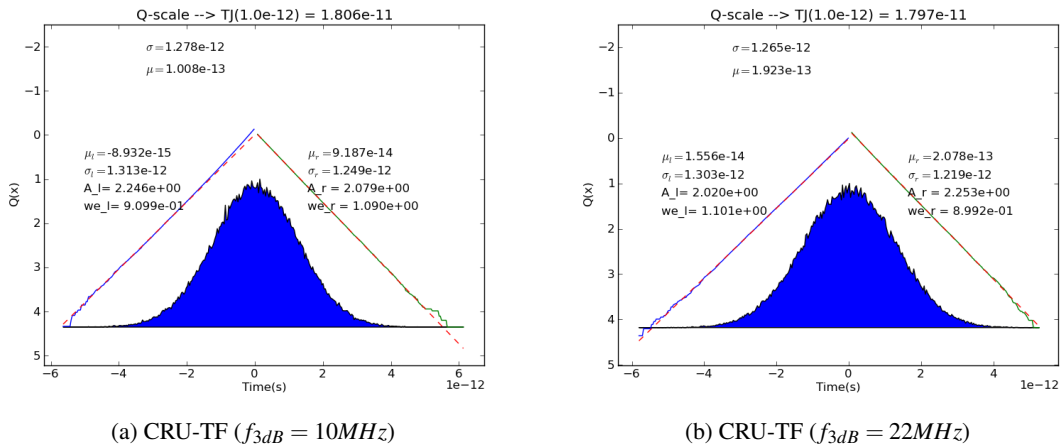 Q-scale --> TJ(1.0e-12) = 1.806e-11
σ = 1.278e-12
μ = 1.008e-13
μ_l = -8.932e-15
σ_l = 1.313e-12
A_l= 2.246e+00
we_l= 9.099e-01
μ_r = 9.187e-14
σ_r = 1.249e-12
A_r = 2.079e+00
we_r = 1.090e+00
Q(x)
−2
−1
0
1
2
3
4
5
−6 −4 −2 0 2 4 6
1e−12
Time(s)
(a) CRU-TF (f_3dB = 10MHz)
Q-scale --> TJ(1.0e-12) = 1.797e-11
σ = 1.265e-12
μ = 1.923e-13
μ_l = 1.556e-14
σ_l = 1.303e-12
A_l= 2.020e+00
we_l= 1.101e+00
μ_r = 2.078e-13
σ_r = 1.219e-12
A_r = 2.253e+00
we_r = 8.992e-01
Q(x)
−2
−1
0
1
2
3
4
5
−6 −4 −2 0 2 4 6
1e−12
Time(s)
(b) CRU-TF (f_3dB = 22MHz)